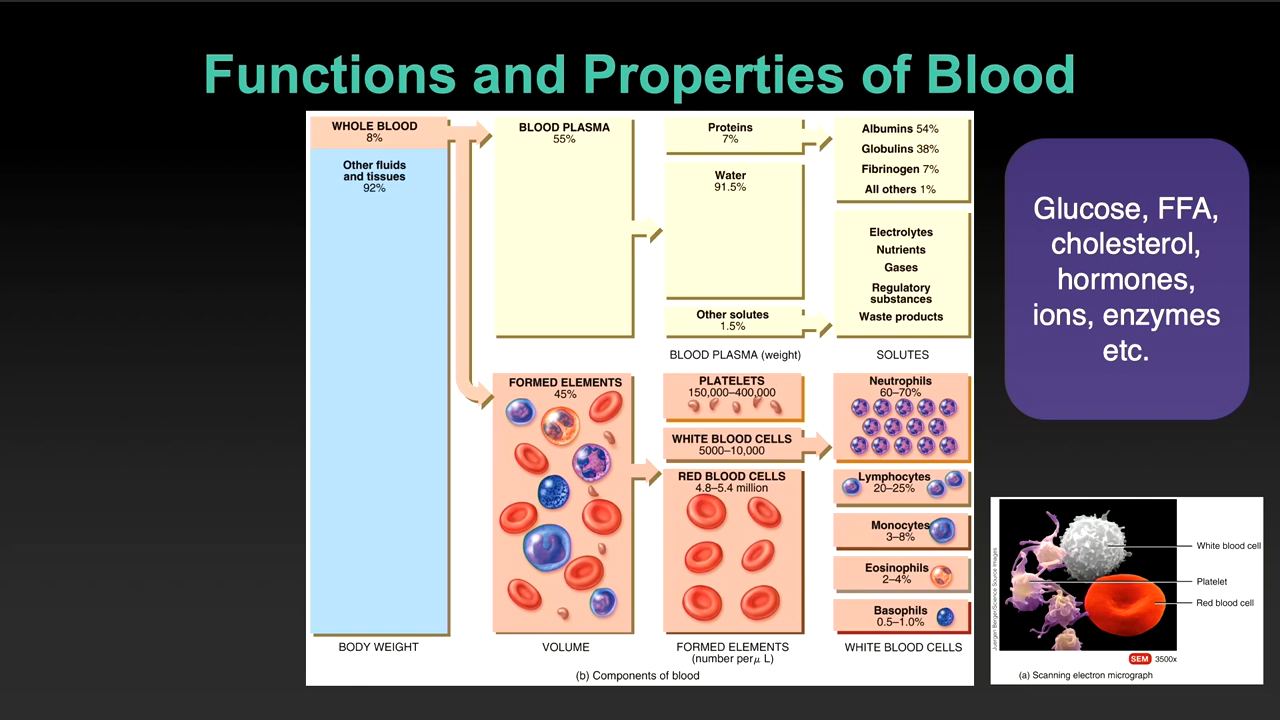 Functions and Properties of Blood
WHOLE BLOOD
8%
Other fluids
and tissues
92%
BODY WEIGHT
BLOOD PLASMA
55%
FORMED ELEMENTS
45%
VOLUME
Proteins
7%
Water
91.5%
Other solutes
1.5%
BLOOD PLASMA (weight)
PLATELETS
150,000–400,000
WHITE BLOOD CELLS
5000–10,000
RED BLOOD CELLS
4.8–5.4 million
FORMED ELEMENTS
(number per μ L)
Albumins 54%
Globulins 38%
Fibrinogen 7%
All others 1%
Electrolytes
Nutrients
Gases
Regulatory
substances
Waste products
SOLUTES
Neutrophils
60–70%
Lymphocytes
20–25%
Monocytes
3–8%
Eosinophils
2–4%
Basophils
0.5–1.0%
WHITE BLOOD CELLS
(b) Components of blood
Glucose, FFA,
cholesterol,
hormones,
ions, enzymes
etc.
Juergen Berger/Science Source Images
White blood cell
Platelet
Red blood cell
SEM 3500x
(a) Scanning electron micrograph